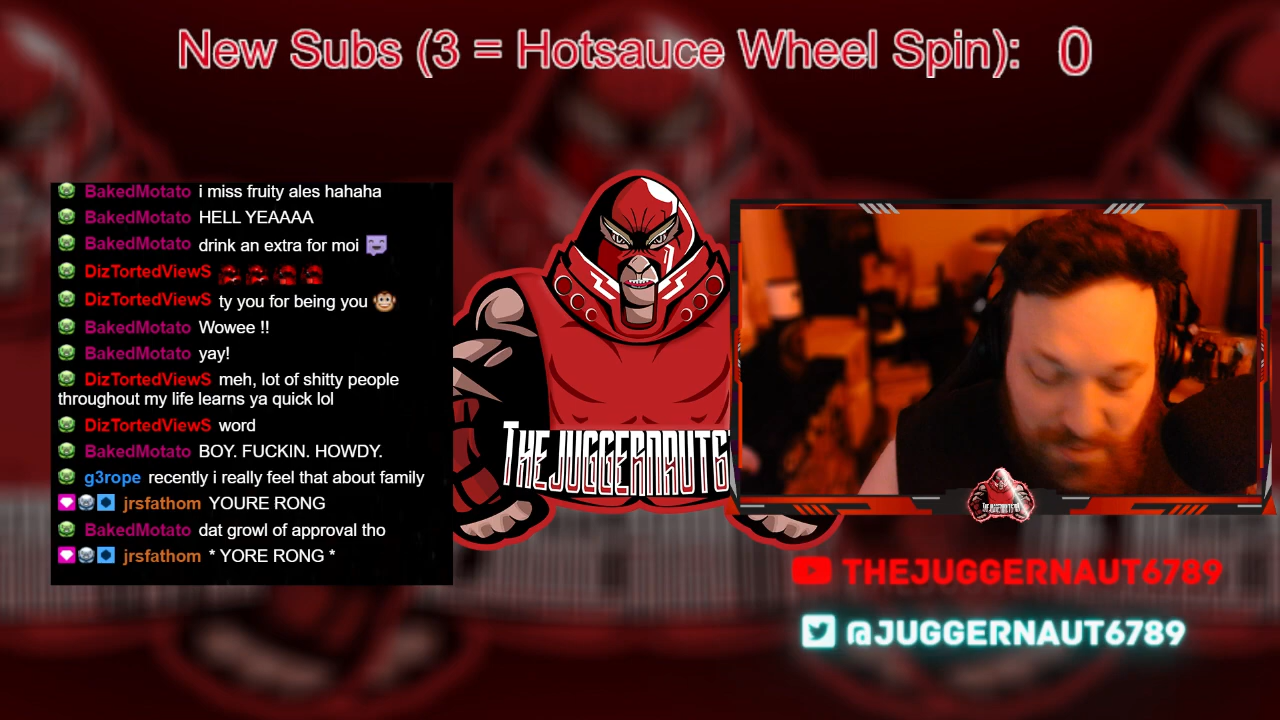 New Subs (3 = Hotsauce Wheel Spin): 0
BakedMotato i miss fruity ales hahaha
BakedMotato HELL YEAAAA
BakedMotato drink an extra for moi
DizTortedViewS
DizTortedViewS ty you for being you
BakedMotato Wowee !!
BakedMotato yay!
DizTortedViewS meh, lot of shitty people
throughout my life learns ya quick lol
DizTortedViewS word
BakedMotato BOY. FUCKIN. HOWDY.
g3rope recently i really feel that about family
jrsfathom YOURE RONG
BakedMotato dat growl of approval tho
jrsfathom * YORE RONG *
THEJUGGERNAUT6
THEJUGGERNAUT6789
@JUGGERNAUT6789